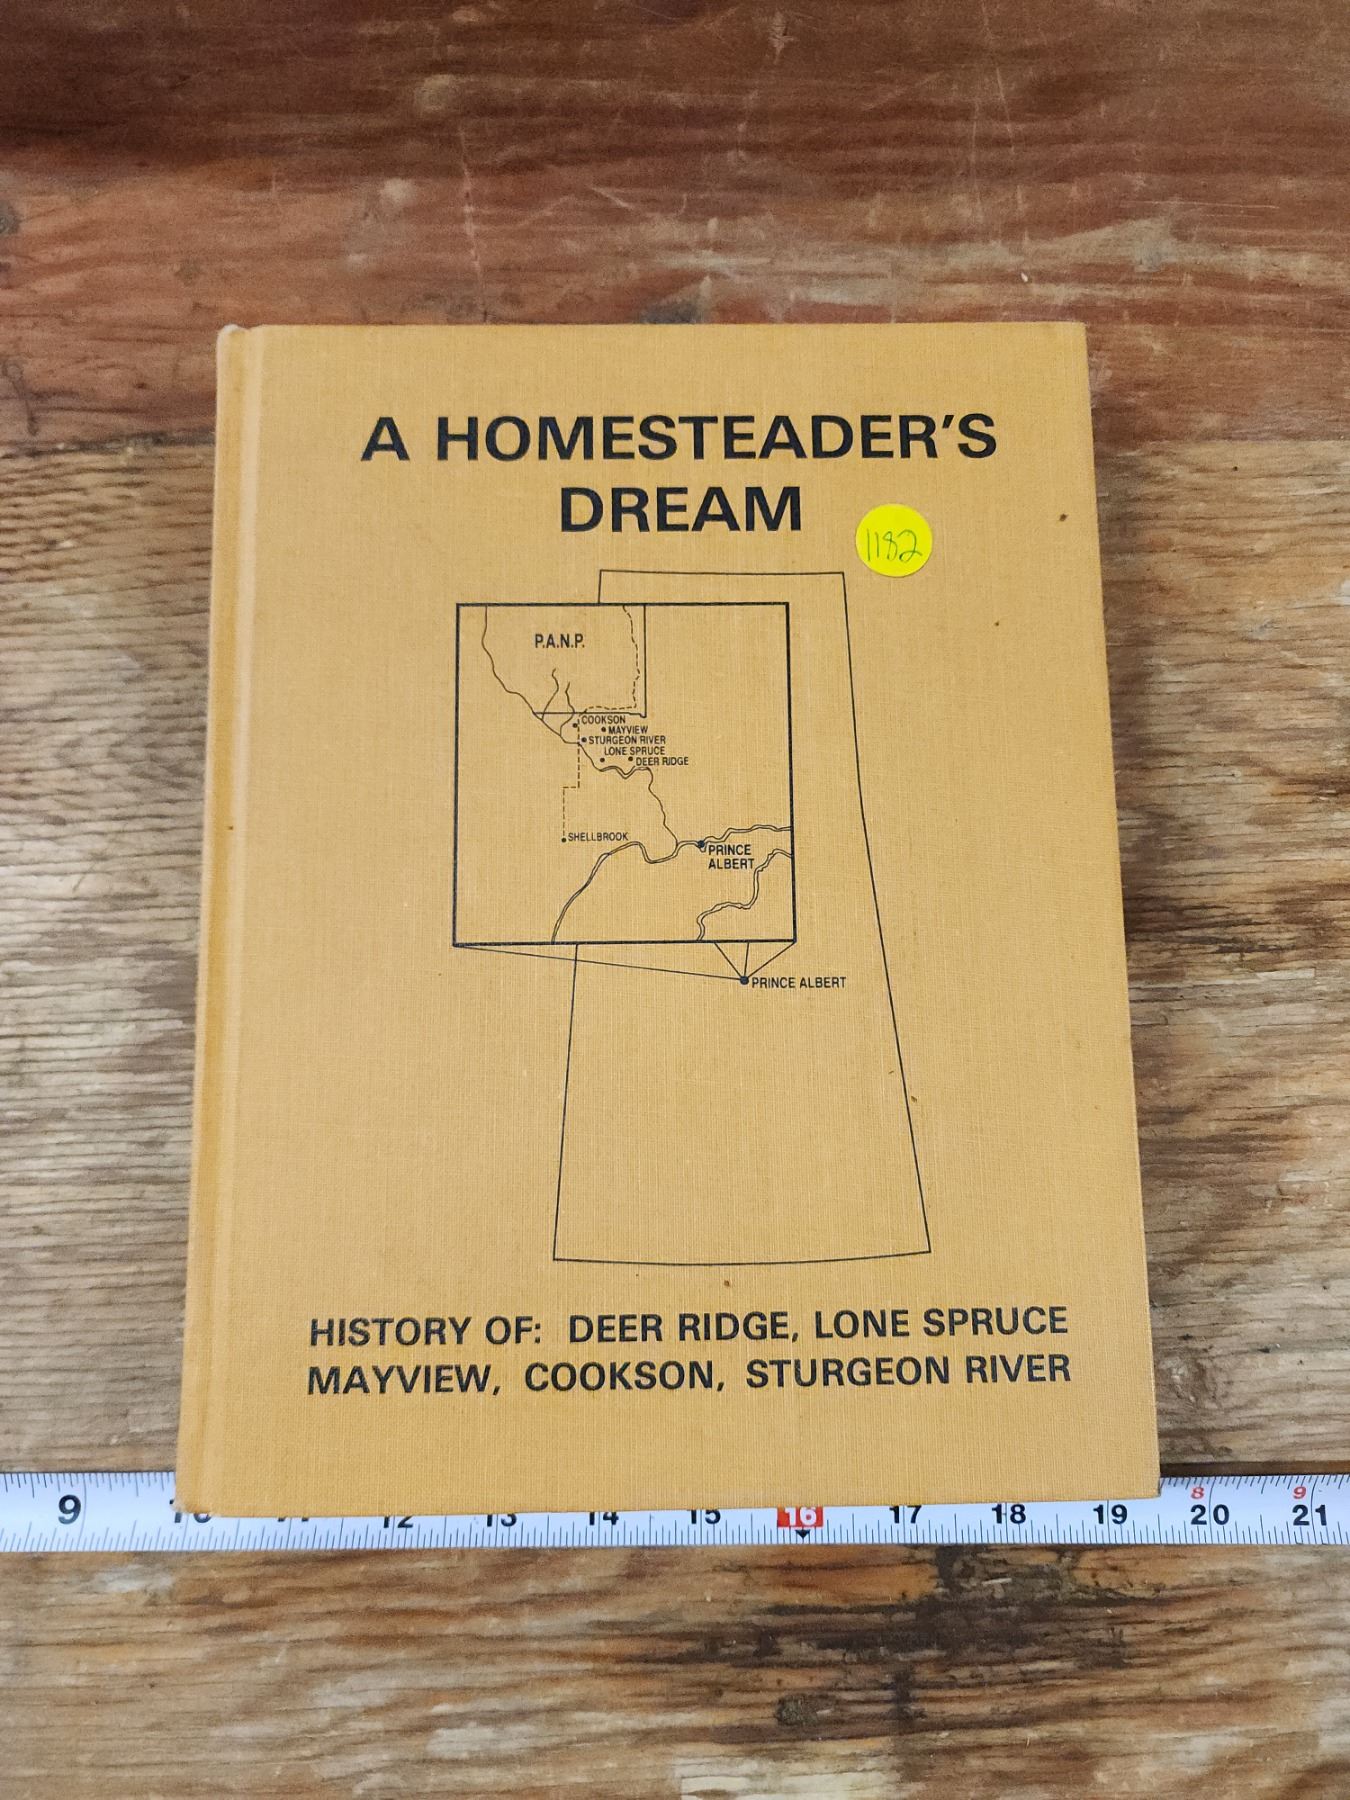 A HOMESTEADER'S
DREAM
1182
P.A.N.P.
COOKSON
MAYVIEW
STURGEON RIVER
LONE SPRUCE
DEER RIDGE
SHELLBROOK
PRINCE
ALBERT
PRINCE ALBERT
HISTORY OF: DEER RIDGE, LONE SPRUCE
MAYVIEW, COOKSON, STURGEON RIVER
8 9
9 10 12 13 14 15 16 17 18 19 20 21